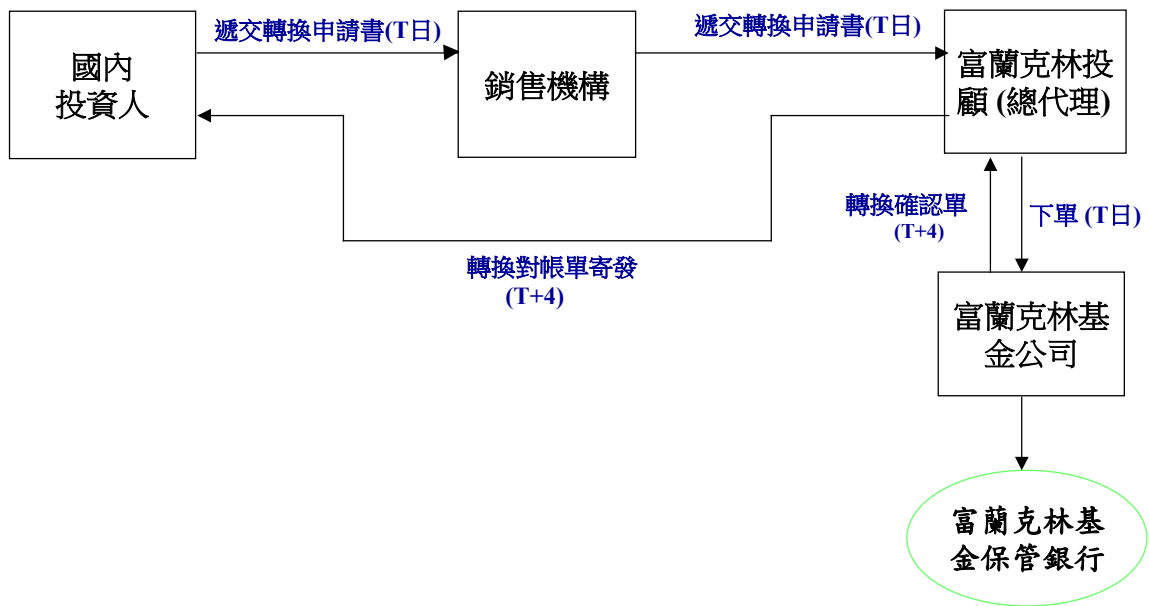 遞交轉換申請書(T日)
遞交轉換申請書(T日)
國內
投資人
銷售機構
富蘭克林投
顧 (總代理)
轉換確認單
(T+4)
下單 (T日)
轉換對帳單寄發
(T+4)
富蘭克林基
金公司
富蘭克林基
金保管銀行